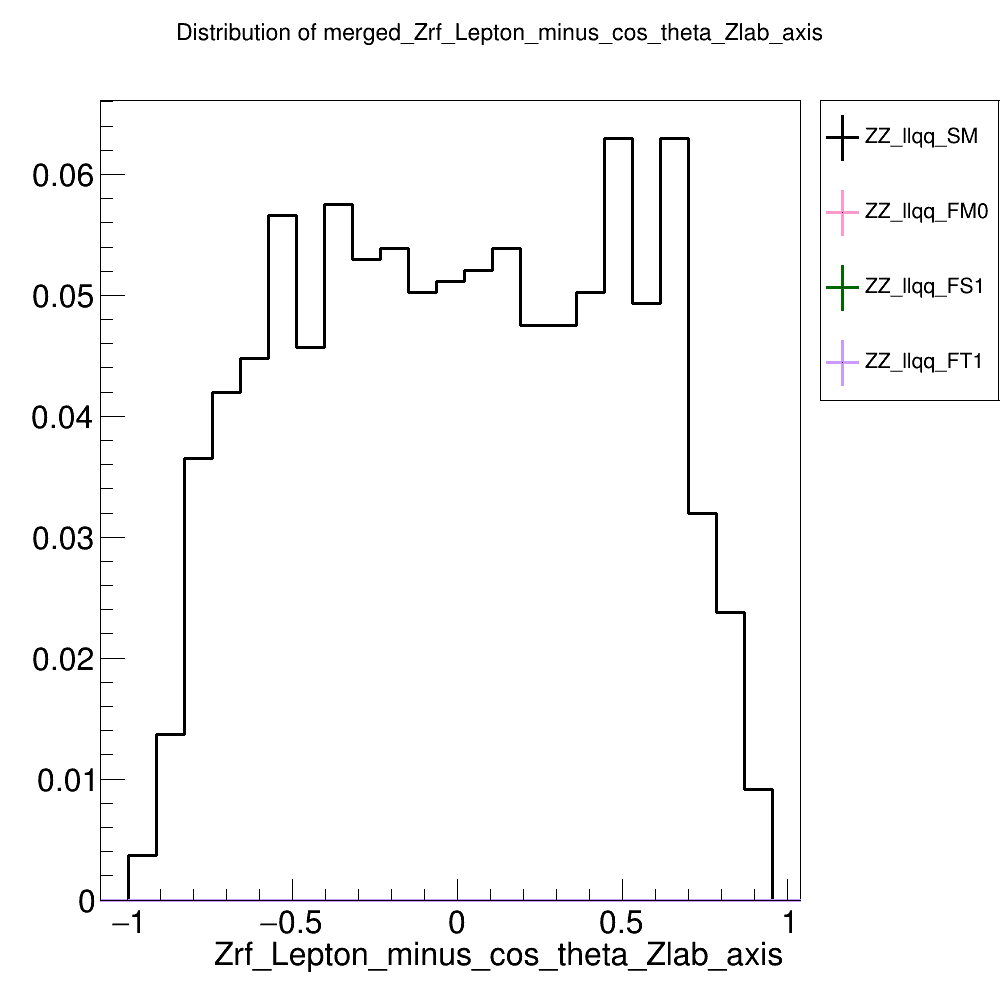 Distribution of merged_Zrf_Lepton_minus_cos_theta_Zlab_axis
ZZ_llqq_SM
ZZ_llqq_FM0
ZZ_llqq_FS1
ZZ_llqq_FT1
0.06
0.05
0.04
0.03
0.02
0.01
0
−1 −0.5 0 0.5 1
Zrf_Lepton_minus_cos_theta_Zlab_axis